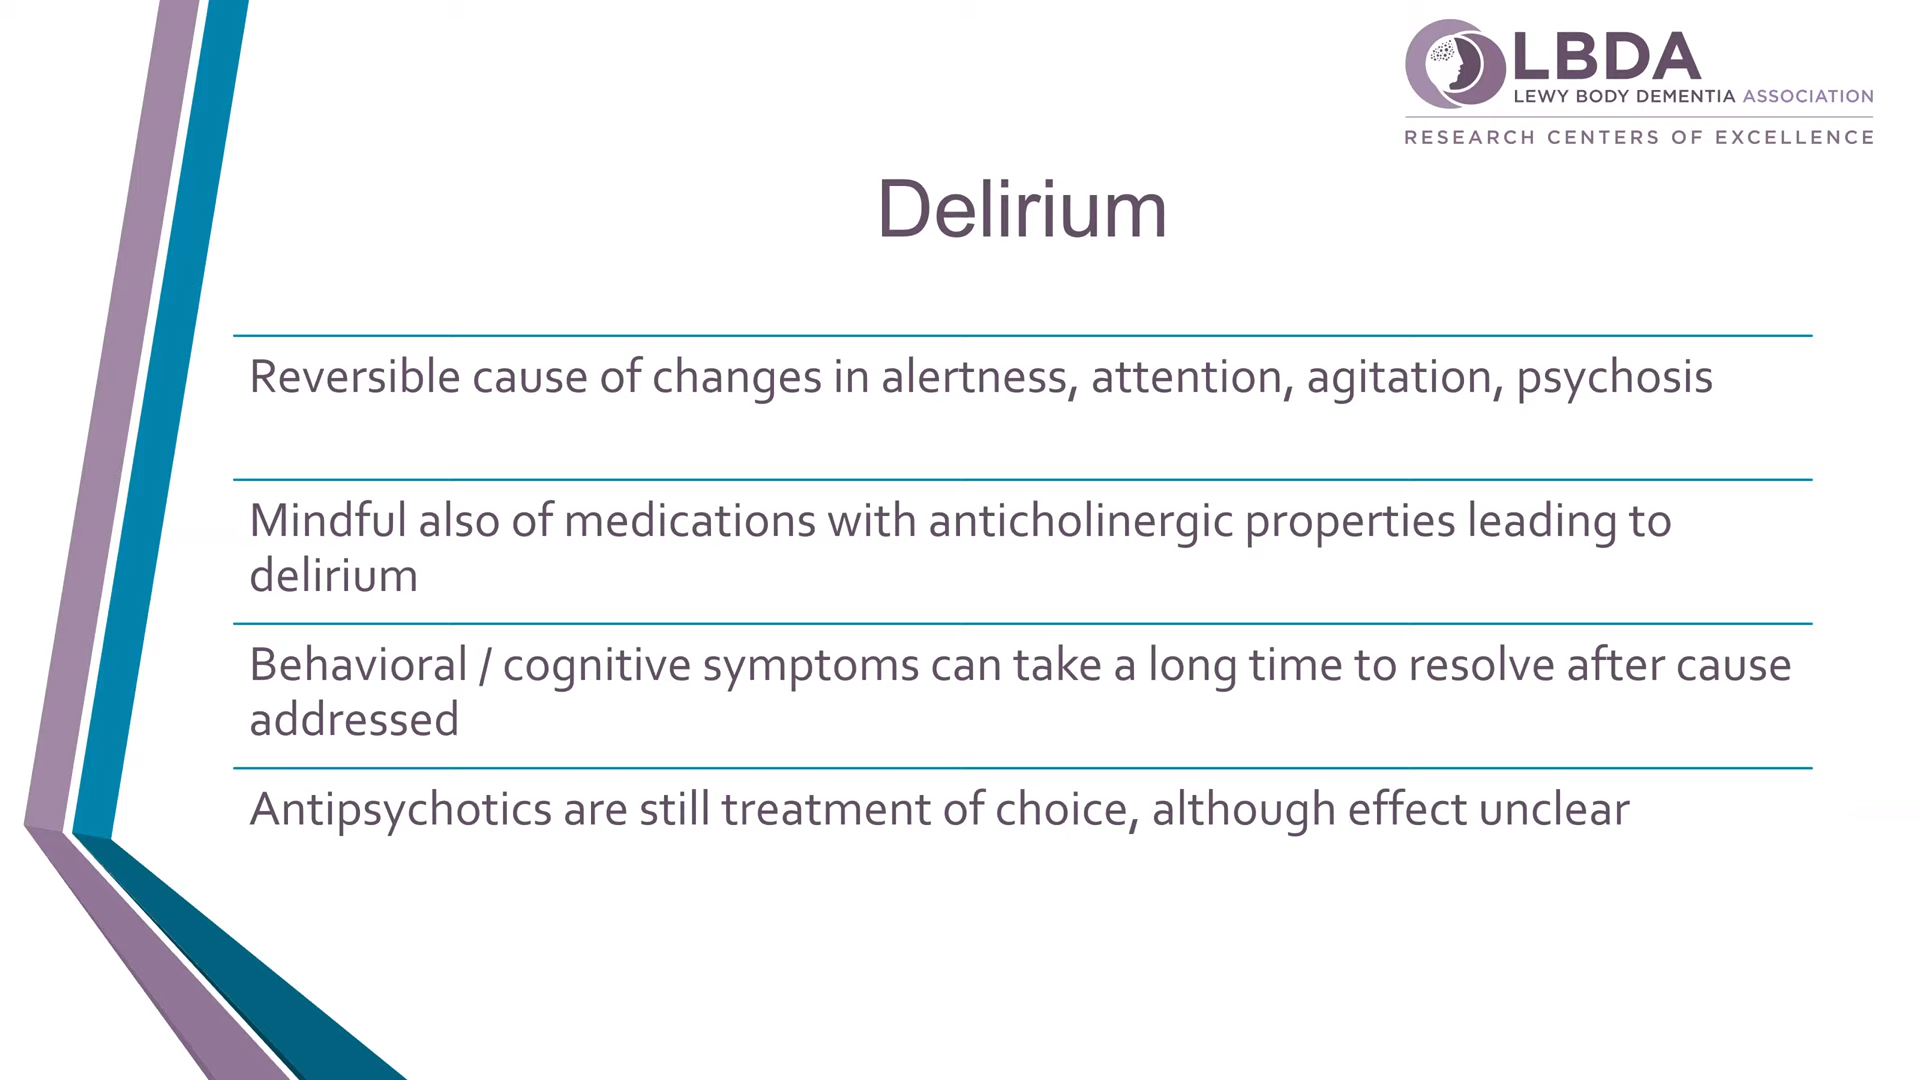 LBDA
LEWY BODY DEMENTIA ASSOCIATION
RESEARCH CENTERS OF EXCELLENCE
Delirium
Reversible cause of changes in alertness, attention, agitation, psychosis
Mindful also of medications with anticholinergic properties leading to
delirium
Behavioral / cognitive symptoms can take a long time to resolve after cause
addressed
Antipsychotics are still treatment of choice, although effect unclear